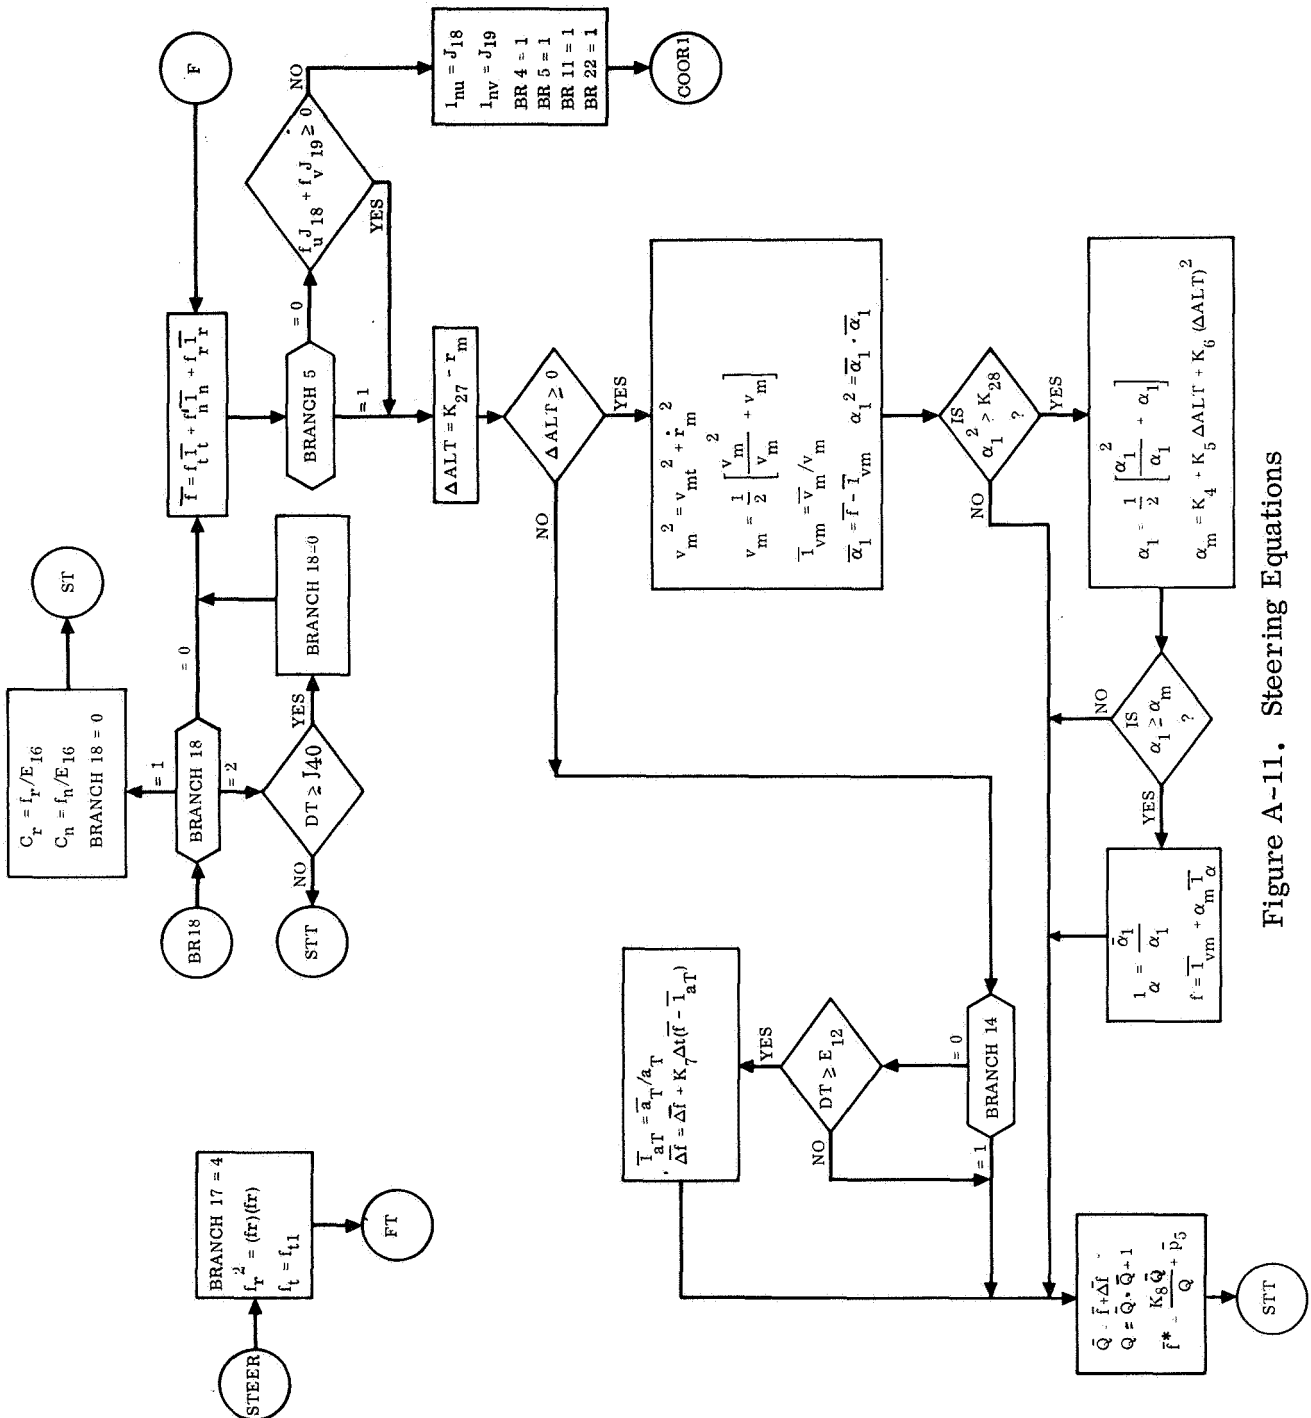 STEER
BRANCH 17 = 4
f_r^2 = (fr)(fr)
f_t = f_t1
FT
BR18
BRANCH 18
= 1
= 0
= 2
C_r = f_r/E_16
C_n = f_n/E_16
BRANCH 18 = 0
ST
DT ≥ J40
NO
STT
YES
BRANCH 18=0
F
f̄ = f_t 1̄_t + f_n 1̄_n + f_r 1̄_r
BRANCH 5
= 0
= 1
f_u J_18 + f_v J_19 ≥ 0
NO
YES
1_nu = J_18
1_nv = J_19
BR 4 = 1
BR 5 = 1
BR 11 = 1
BR 22 = 1
COOR1
ΔALT = K_27 - r_m
ΔALT ≥ 0
NO
YES
v_m^2 = v_mt^2 + ṙ_m^2
v_m = 1/2 [v_m^2/v_m + v_m]
1̄_vm = v̄_m/v_m
ᾱ_1 = f̄ - 1̄_vm α_1^2 = ᾱ_1 · ᾱ_1
IS
α_1^2 > K_28
?
NO
YES
α_1 = 1/2 [α_1^2/α_1 + α_1]
α_m = K_4 + K_5 ΔALT + K_6 (ΔALT)^2
IS
α_1 ≥ α_m
?
NO
YES
1_α = ᾱ_1/α_1
f = 1̄_vm + α_m 1̄_α
BRANCH 14
= 0
= 1
DT ≥ E_12
NO
YES
1̄_aT = ā_T/a_T
Δ̄f = Δ̄f + K_7 Δt(f̄ - 1̄_aT)
Q̄ = f̄ + Δ̄f
Q = Q̄ · Q̄ + 1
f̄* = K_8 Q̄/Q + p̄_5
STT
Figure A-11. Steering Equations